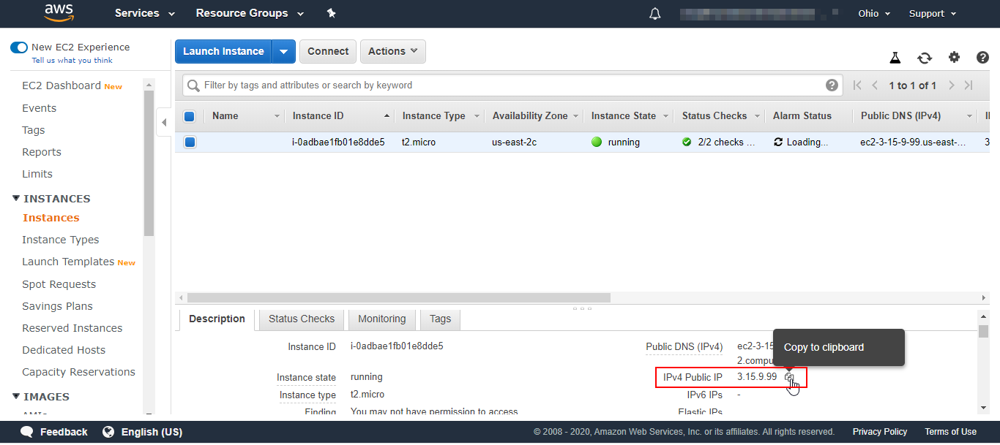 aws Services Resource Groups Ohio Support
New EC2 Experience
Tell us what you think
EC2 Dashboard New
Events
Tags
Reports
Limits
INSTANCES
Instances
Instance Types
Launch Templates New
Spot Requests
Savings Plans
Reserved Instances
Dedicated Hosts
Capacity Reservations
IMAGES
AMIs
Launch Instance Connect Actions
Filter by tags and attributes or search by keyword 1 to 1 of 1
Name Instance ID Instance Type Availability Zone Instance State Status Checks Alarm Status Public DNS (IPv4)
i-0adbae1fb01e8dde5 t2.micro us-east-2c running 2/2 checks ... Loading... ec2-3-15-9-99.us-east-... 3
Description Status Checks Monitoring Tags
Instance ID i-0adbae1fb01e8dde5 Public DNS (IPv4) ec2-3-15
Copy to clipboard
2.compu
Instance state running IPv4 Public IP 3.15.9.99
Instance type t2.micro IPv6 IPs -
Finding You may not have permission to access Elastic IPs
Feedback English (US) © 2008 - 2020, Amazon Web Services, Inc. or its affiliates. All rights reserved. Privacy Policy Terms of Use